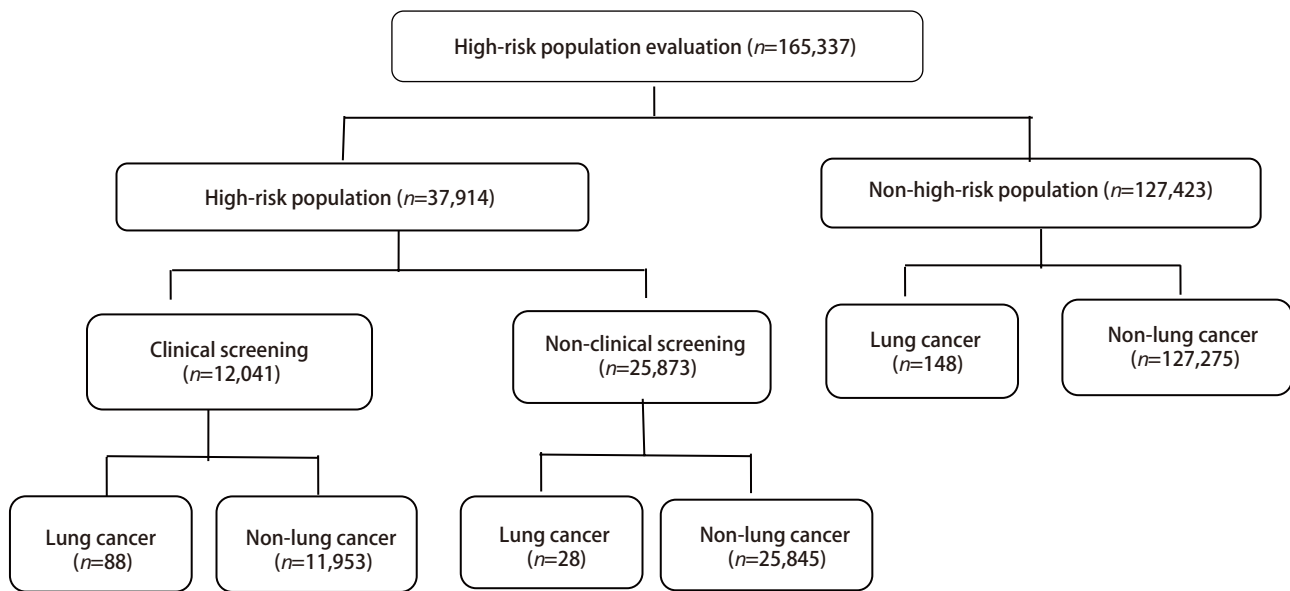 High-risk population evaluation (n=165,337)
High-risk population (n=37,914)
Non-high-risk population (n=127,423)
Clinical screening
(n=12,041)
Non-clinical screening
(n=25,873)
Lung cancer
(n=148)
Non-lung cancer
(n=127,275)
Lung cancer
(n=88)
Non-lung cancer
(n=11,953)
Lung cancer
(n=28)
Non-lung cancer
(n=25,845)